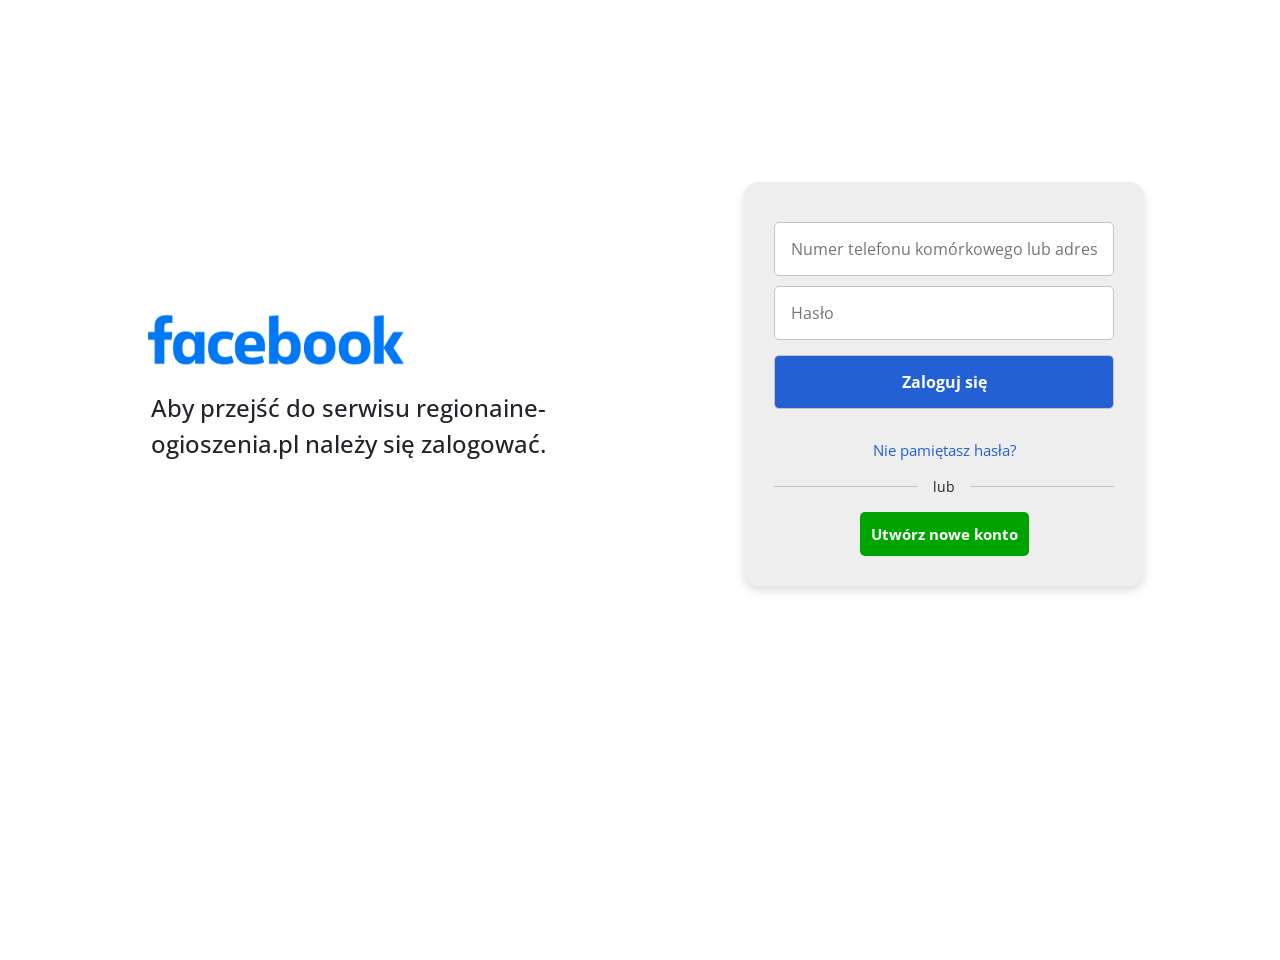 facebook
Aby przejść do serwisu regionaine-
ogioszenia.pl należy się zalogować.
Numer telefonu komórkowego lub adres
Hasło
Zaloguj się
Nie pamiętasz hasła?
lub
Utwórz nowe konto